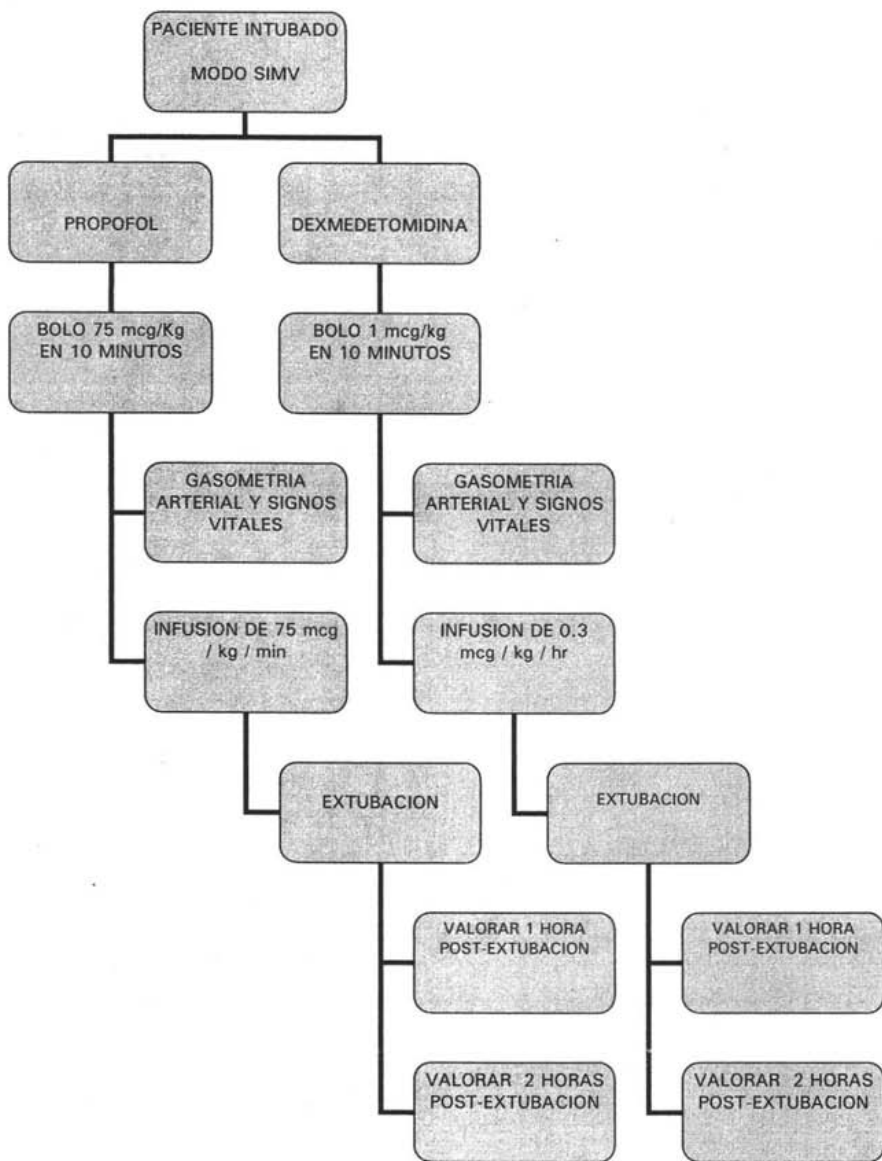 PACIENTE INTUBADO
MODO SIMV
PROPOFOL
DEXMEDETOMIDINA
BOLO 75 mcg/Kg
EN 10 MINUTOS
BOLO 1 mcg/kg
EN 10 MINUTOS
GASOMETRIA
ARTERIAL Y SIGNOS
VITALES
GASOMETRIA
ARTERIAL Y SIGNOS
VITALES
INFUSION DE 75 mcg
/ kg / min
INFUSION DE 0.3
mcg / kg / hr
EXTUBACION
EXTUBACION
VALORAR 1 HORA
POST-EXTUBACION
VALORAR 1 HORA
POST-EXTUBACION
VALORAR 2 HORAS
POST-EXTUBACION
VALORAR 2 HORAS
POST-EXTUBACION